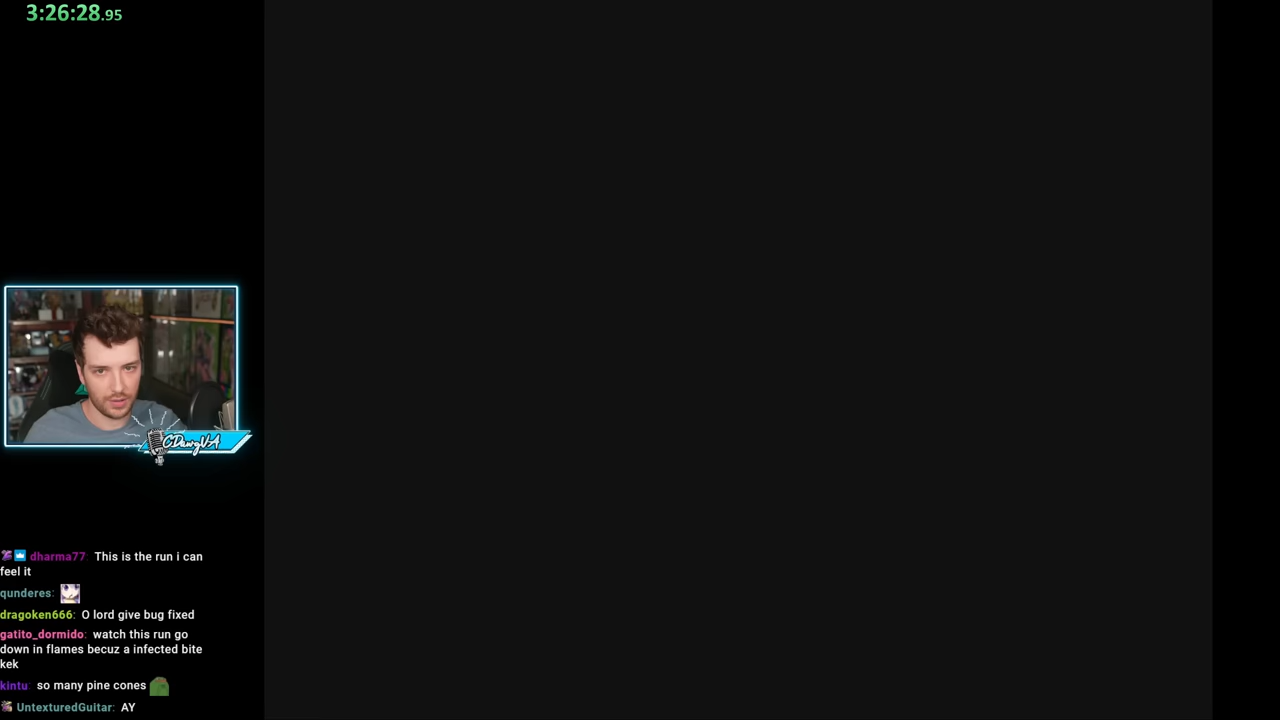 3:26:28.95
CDawgVA
dharma77: This is the run i can
feel it
qunderes:
dragoken666: O lord give bug fixed
gatito_dormido: watch this run go
down in flames becuz a infected bite
kek
kintu: so many pine cones
UntexturedGuitar: AY